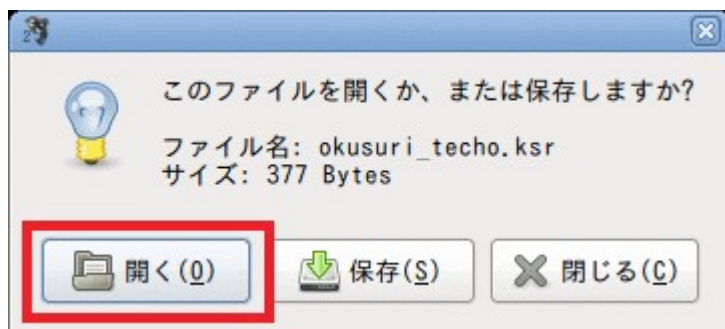 2
このファイルを開くか、または保存しますか?
ファイル名: okusuri_techo.ksr
サイズ: 377 Bytes
開く(O)
保存(S)
閉じる(C)